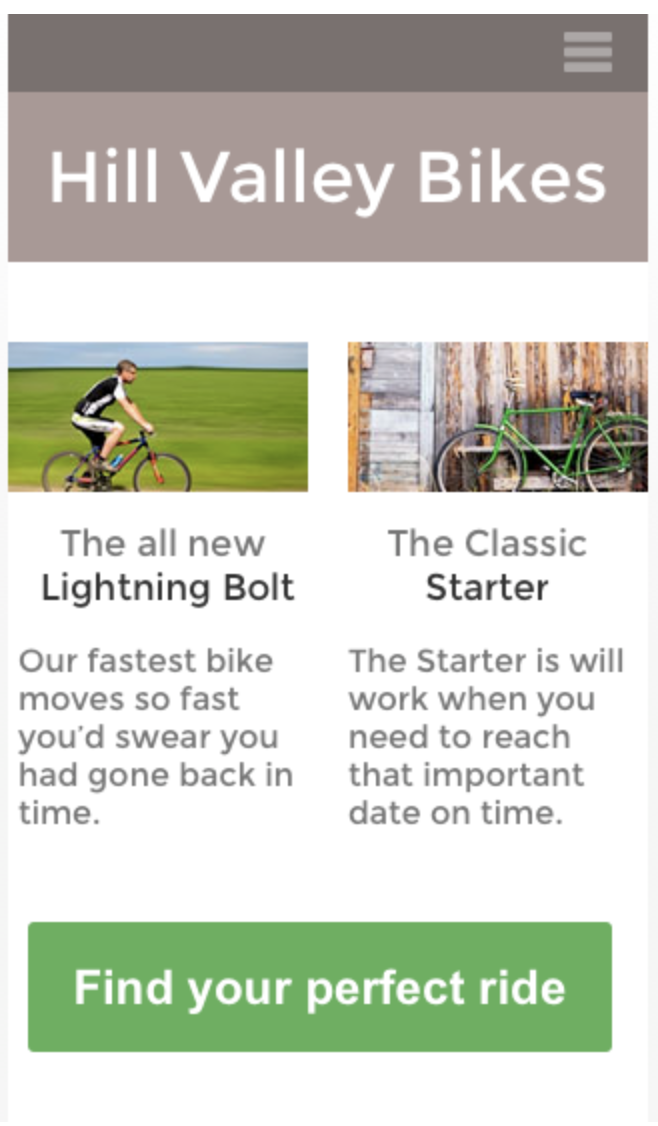 Hill Valley Bikes
The all new
Lightning Bolt
Our fastest bike
moves so fast
you’d swear you
had gone back in
time.
The Classic
Starter
The Starter is will
work when you
need to reach
that important
date on time.
Find your perfect ride